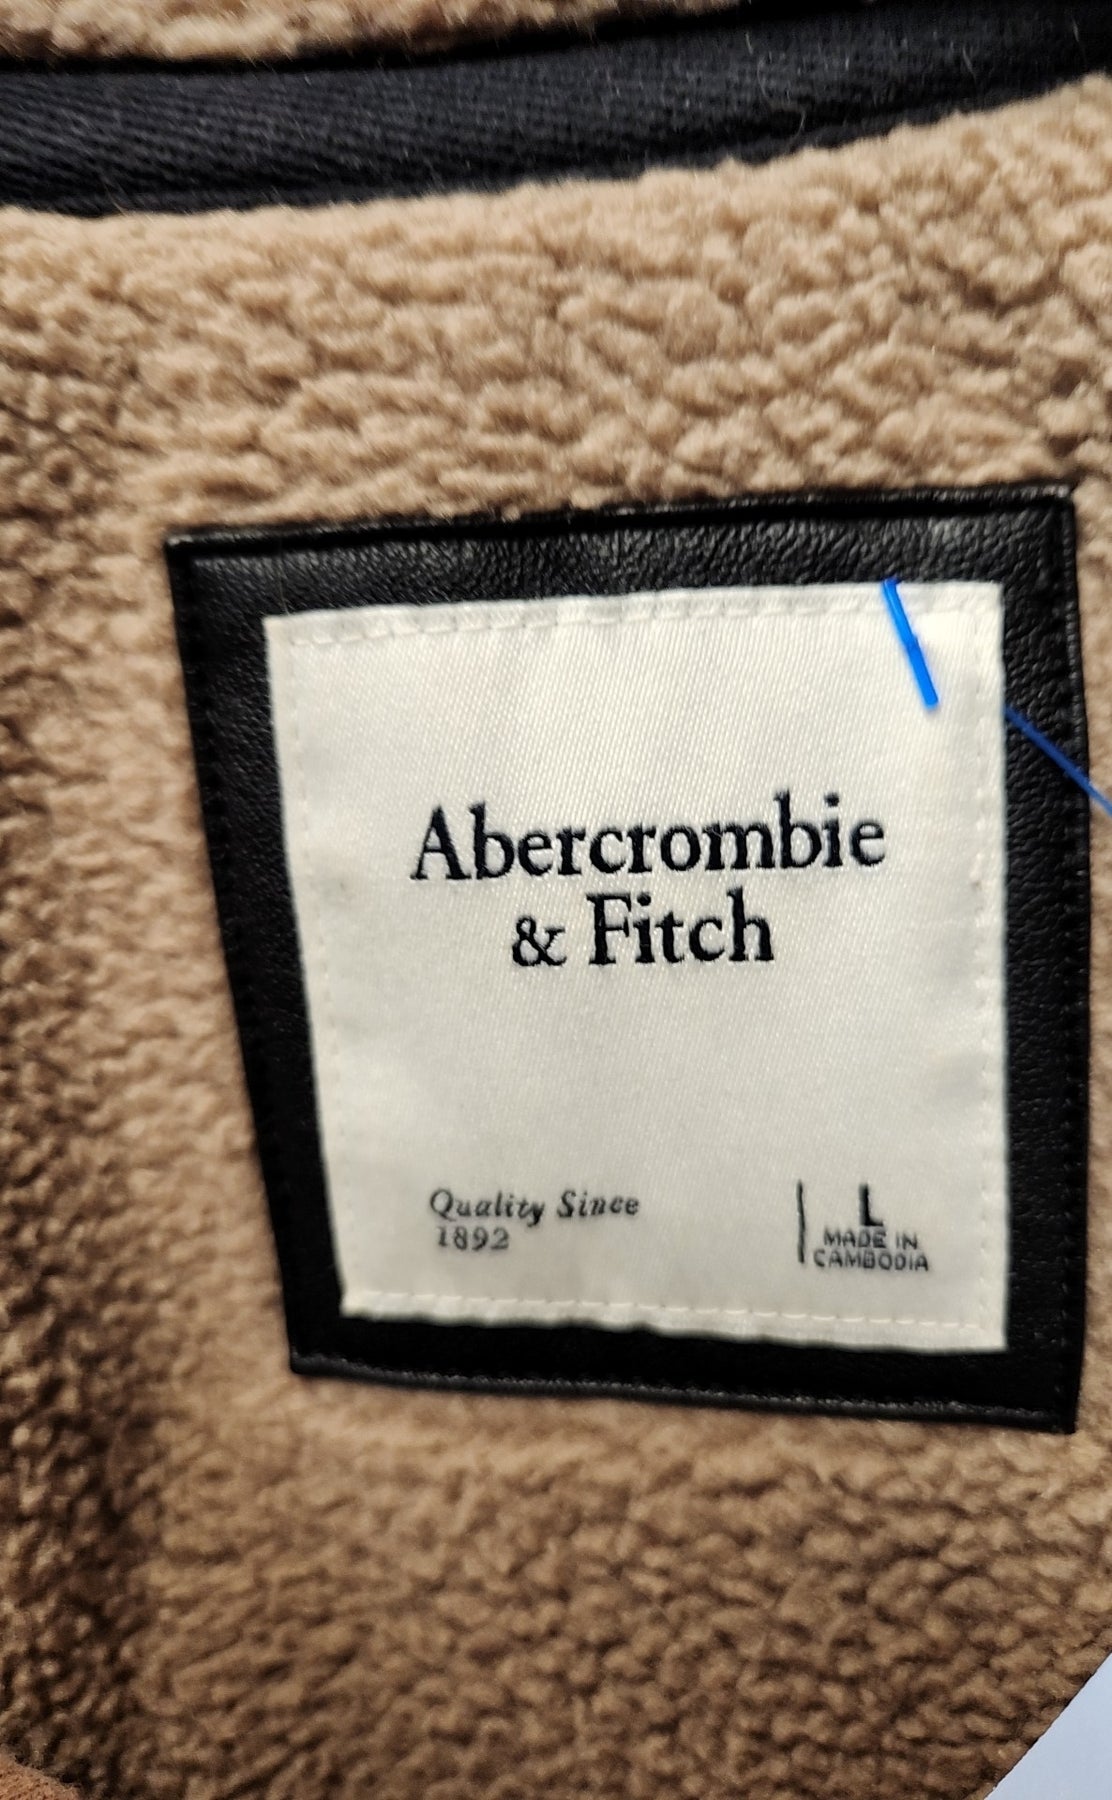 Abercrombie
& Fitch
Quality Since
1892
L
MADE IN
CAMBODIA